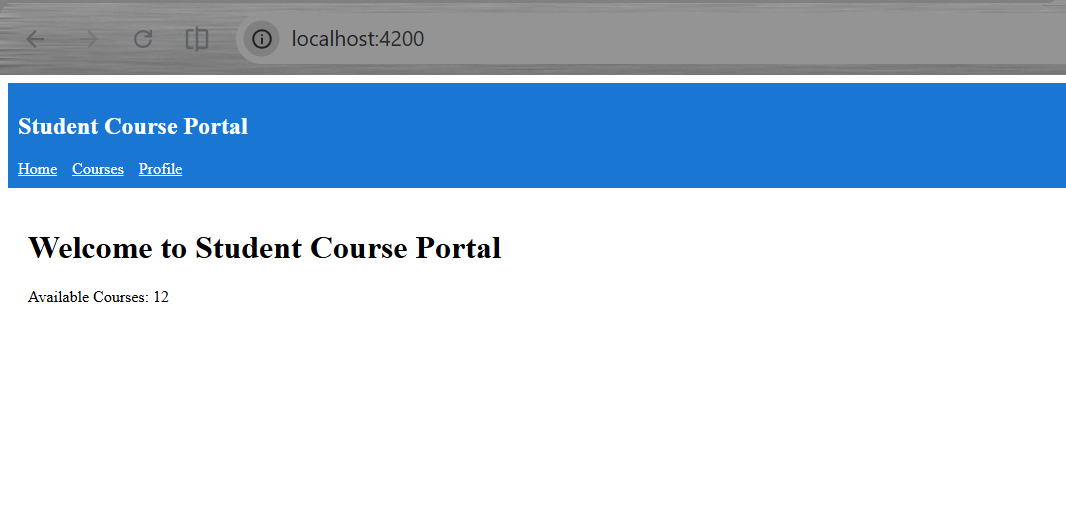 localhost:4200
Student Course Portal
Home Courses Profile
Welcome to Student Course Portal
Available Courses: 12